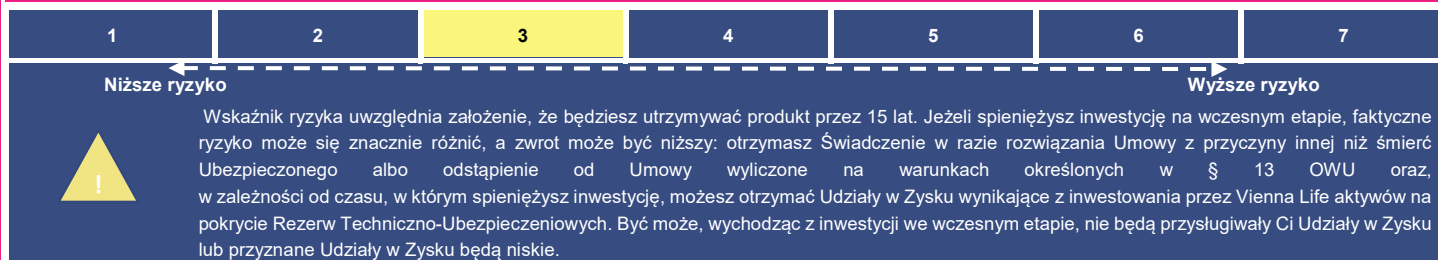 1 2 3 4 5 6 7
Niższe ryzyko Wyższe ryzyko
Wskaźnik ryzyka uwzględnia założenie, że będziesz utrzymywać produkt przez 15 lat. Jeżeli spieniężysz inwestycję na wczesnym etapie, faktyczne
ryzyko może się znacznie różnić, a zwrot może być niższy: otrzymasz Świadczenie w razie rozwiązania Umowy z przyczyny innej niż śmierć
Ubezpieczonego albo odstąpienie od Umowy wyliczone na warunkach określonych w § 13 OWU oraz,
w zależności od czasu, w którym spieniężysz inwestycję, możesz otrzymać Udziały w Zysku wynikające z inwestowania przez Vienna Life aktywów na
! pokrycie Rezerw Techniczno-Ubezpieczeniowych. Być może, wychodząc z inwestycji we wczesnym etapie, nie będą przysługiwały Ci Udziały w Zysku
lub przyznane Udziały w Zysku będą niskie.